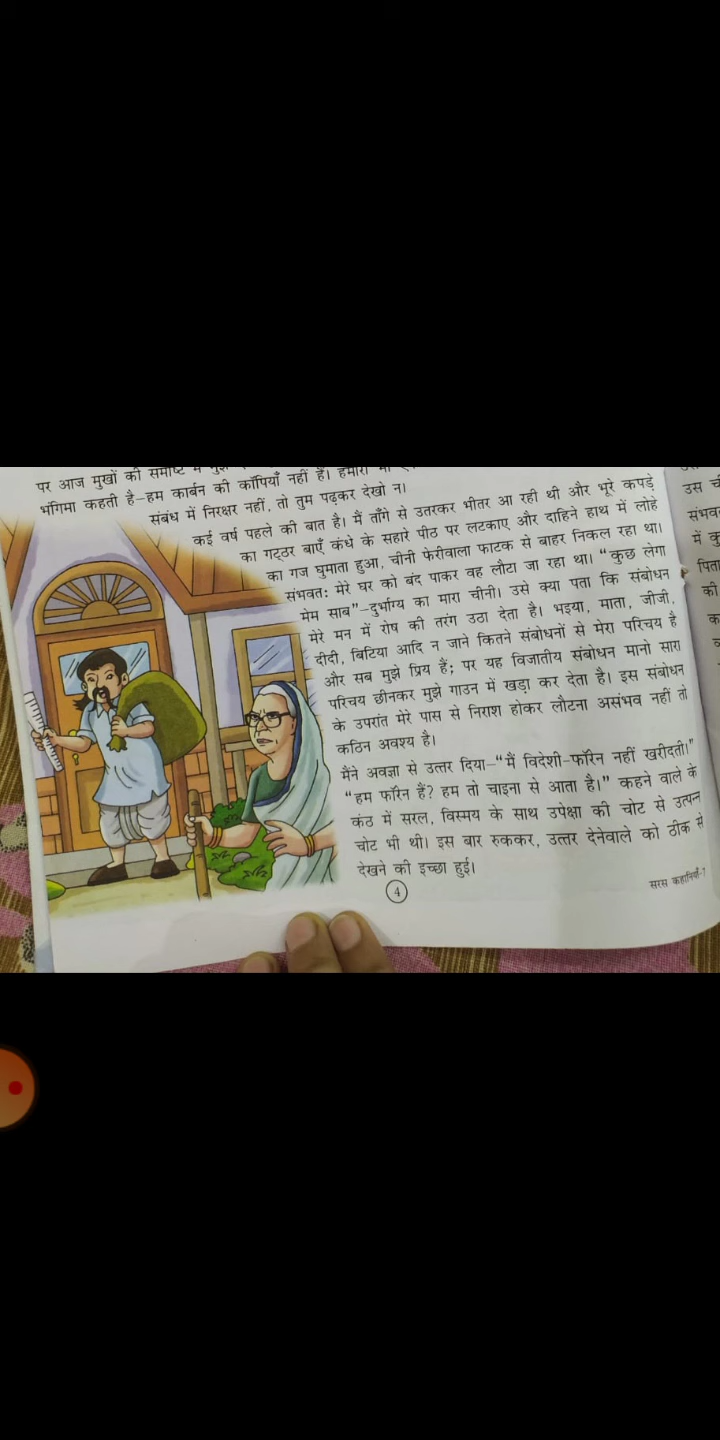 पर आज मुखों की समष्टि में
भंगिमा कहती है–हम कार्बन की कॉपियाँ नहीं हैं। हमारी
संबंध में निरक्षर नहीं, तो तुम पढ़कर देखो न।
कई वर्ष पहले की बात है। मैं ताँगे से उतरकर भीतर आ रही थी और भूरे कपड़े
का गट्ठर बाएँ कंधे के सहारे पीठ पर लटकाए और दाहिने हाथ में लोहे
का गज घुमाता हुआ, चीनी फेरीवाला फाटक से बाहर निकल रहा था।
संभवत: मेरे घर को बंद पाकर वह लौटा जा रहा था। “कुछ लेगा
मेम साब”–दुर्भाग्य का मारा चीनी। उसे क्या पता कि संबोधन
मेरे मन में रोष की तरंग उठा देता है। भइया, माता, जीजी,
दीदी, बिटिया आदि न जाने कितने संबोधनों से मेरा परिचय है
और सब मुझे प्रिय हैं; पर यह विजातीय संबोधन मानो सारा
परिचय छीनकर मुझे गाउन में खड़ा कर देता है। इस संबोधन
के उपरांत मेरे पास से निराश होकर लौटना असंभव नहीं तो
कठिन अवश्य है।
मैंने अवज्ञा से उत्तर दिया–“मैं विदेशी–फॉरेन नहीं खरीदती।”
“हम फॉरेन हैं? हम तो चाइना से आता है।” कहने वाले के
कंठ में सरल, विस्मय के साथ उपेक्षा की चोट से उत्पन्न
चोट भी थी। इस बार रुककर, उत्तर देनेवाले को ठीक से
देखने की इच्छा हुई।
4
सरस कहानियाँ-7
उस
संभव
में कु
पिता
की